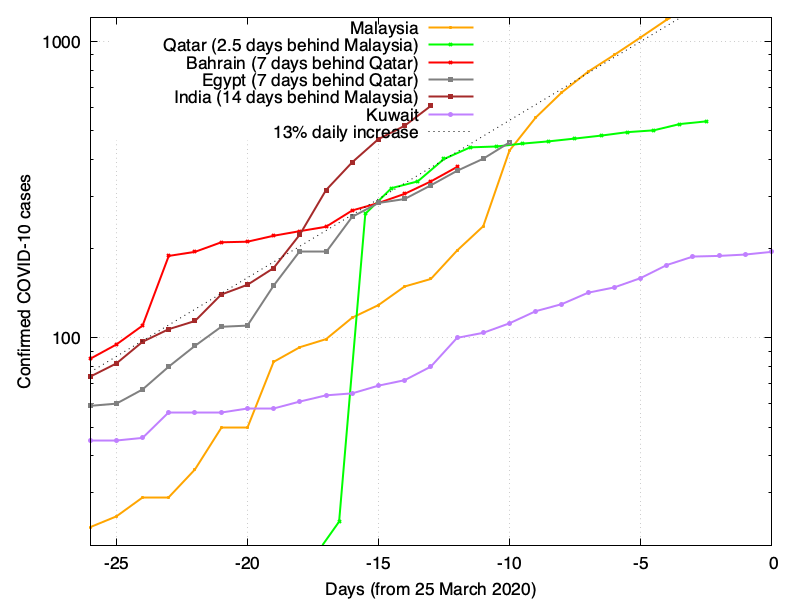 Malaysia
Qatar (2.5 days behind Malaysia)
Bahrain (7 days behind Qatar)
Egypt (7 days behind Qatar)
India (14 days behind Malaysia)
Kuwait
13% daily increase
1000
100
Confirmed COVID-10 cases
-25 -20 -15 -10 -5 0
Days (from 25 March 2020)